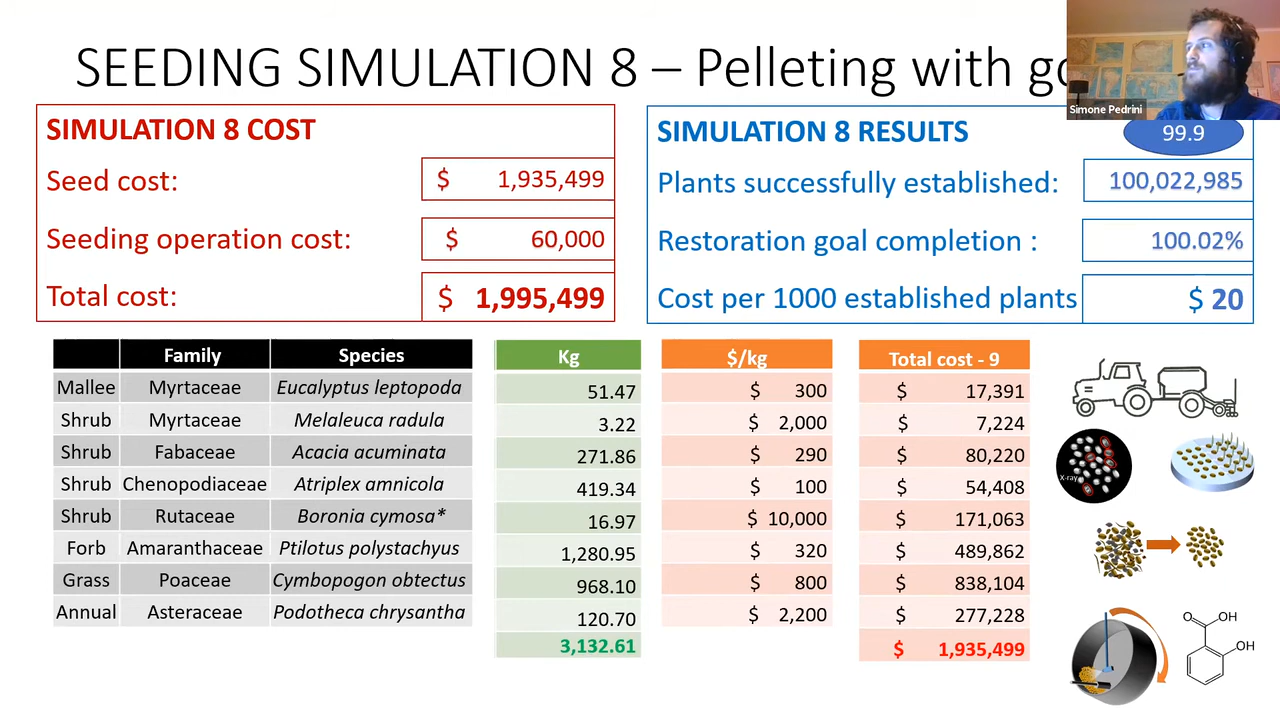 SEEDING SIMULATION 8 – Pelleting with
Simone Pedrini
SIMULATION 8 COST
Seed cost: $ 1,935,499
Seeding operation cost: $ 60,000
Total cost: $ 1,995,499
SIMULATION 8 RESULTS 99.9
Plants successfully established: 100,022,985
Restoration goal completion : 100.02%
Cost per 1000 established plants $ 20
Family Species Kg $/kg Total cost - 9
Mallee Myrtaceae Eucalyptus leptopoda 51.47 $ 300 $ 17,391
Shrub Myrtaceae Melaleuca radula 3.22 $ 2,000 $ 7,224
Shrub Fabaceae Acacia acuminata 271.86 $ 290 $ 80,220
Shrub Chenopodiaceae Atriplex amnicola 419.34 $ 100 $ 54,408
Shrub Rutaceae Boronia cymosa* 16.97 $ 10,000 $ 171,063
Forb Amaranthaceae Ptilotus polystachyus 1,280.95 $ 320 $ 489,862
Grass Poaceae Cymbopogon obtectus 968.10 $ 800 $ 838,104
Annual Asteraceae Podotheca chrysantha 120.70 $ 2,200 $ 277,228
3,132.61 $ 1,935,499
X-ray
O OH
OH